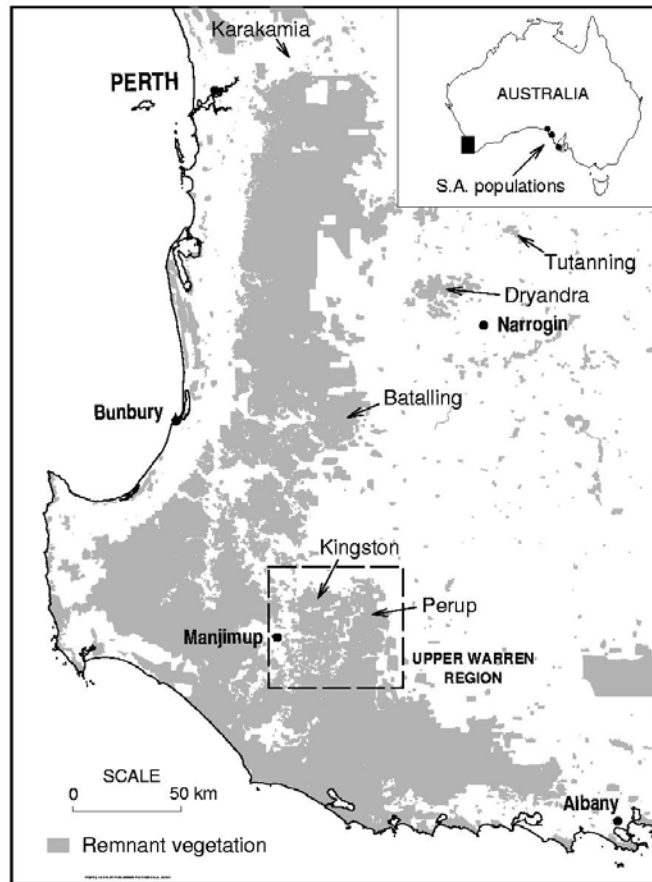 Karakamia
PERTH
AUSTRALIA
S.A. populations
Tutanning
Dryandra
Narrogin
Batalling
Bunbury
Kingston
Perup
Manjimup
UPPER WARREN
REGION
SCALE
0 50 km
Albany
Remnant vegetation